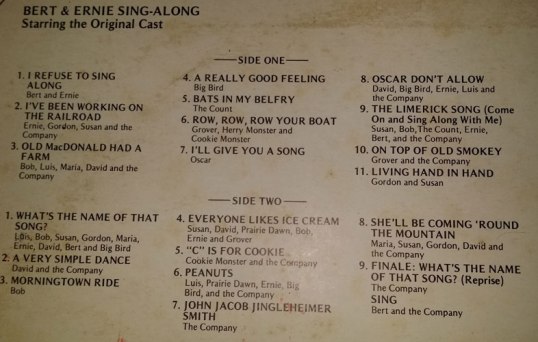 BERT & ERNIE SING-ALONG
Starring the Original Cast
SIDE ONE
1. I REFUSE TO SING
ALONG
Bert and Ernie
2. I'VE BEEN WORKING ON
THE RAILROAD
Ernie, Gordon, Susan and the
Company
3. OLD MacDONALD HAD A
FARM
Bob, Luis, Maria, David and the
Company
4. A REALLY GOOD FEELING
Big Bird
5. BATS IN MY BELFRY
The Count
6. ROW, ROW, ROW YOUR BOAT
Grover, Herry Monster and
Cookie Monster
7. I'LL GIVE YOU A SONG
Oscar
8. OSCAR DON'T ALLOW
David, Big Bird, Ernie, Luis and
the Company
9. THE LIMERICK SONG (Come
On and Sing Along With Me)
Susan, Bob, The Count, Ernie,
Bert, and the Company
10. ON TOP OF OLD SMOKEY
Grover and the Company
11. LIVING HAND IN HAND
Gordon and Susan
SIDE TWO
1. WHAT'S THE NAME OF THAT
SONG?
Luis, Bob, Susan, Gordon, Maria,
Ernie, David, Bert and Big Bird
2. A VERY SIMPLE DANCE
David and the Company
3. MORNINGTOWN RIDE
Bob
4. EVERYONE LIKES ICE CREAM
Susan, David, Prairie Dawn, Bob,
Ernie and Grover
5. "C" IS FOR COOKIE
Cookie Monster and the Company
6. PEANUTS
Luis, Prairie Dawn, Ernie, Big
Bird, and the Company
7. JOHN JACOB JINGLEHEIMER
SMITH
The Company
8. SHE'LL BE COMING 'ROUND
THE MOUNTAIN
Maria, Susan, Gordon, David and
the Company
9. FINALE: WHAT'S THE NAME
OF THAT SONG? (Reprise)
The Company
SING
Bert and the Company